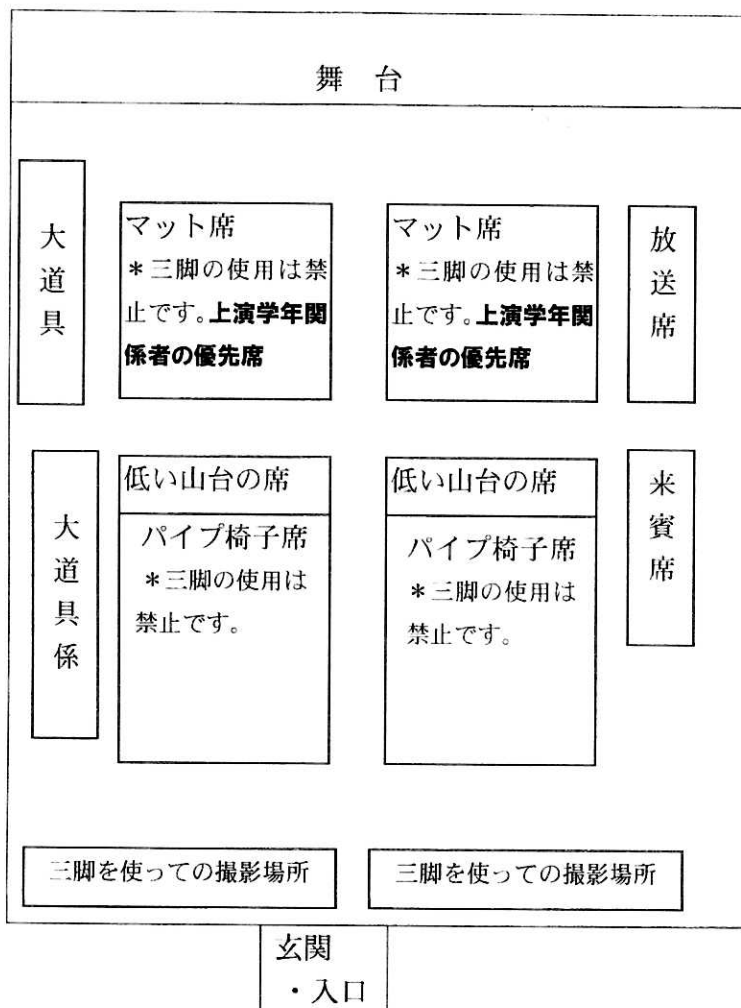 舞 台
大道具
マット席
＊三脚の使用は禁
止です。上演学年関
係者の優先席
マット席
＊三脚の使用は禁
止です。上演学年関
係者の優先席
放送席
大道具係
低い山台の席
パイプ椅子席
＊三脚の使用は
禁止です。
低い山台の席
パイプ椅子席
＊三脚の使用は
禁止です。
来賓席
三脚を使っての撮影場所
三脚を使っての撮影場所
玄関
・入口